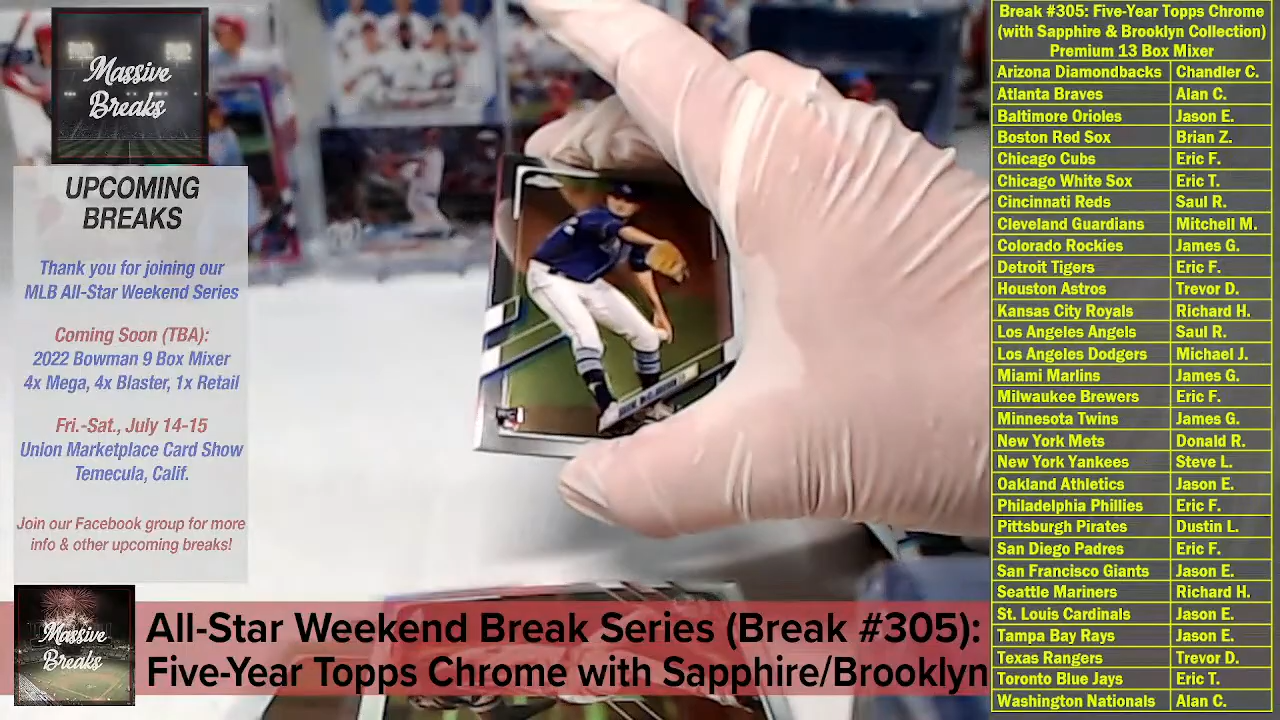 Massive
Breaks
UPCOMING
BREAKS
Thank you for joining our
MLB All-Star Weekend Series
Coming Soon (TBA):
2022 Bowman 9 Box Mixer
4x Mega, 4x Blaster, 1x Retail
Fri.-Sat., July 14-15
Union Marketplace Card Show
Temecula, Calif.
Join our Facebook group for more
info & other upcoming breaks!
Massive
Breaks
All-Star Weekend Break Series (Break #305):
Five-Year Topps Chrome with Sapphire/Brooklyn
Break #305: Five-Year Topps Chrome
(with Sapphire & Brooklyn Collection)
Premium 13 Box Mixer
Arizona Diamondbacks Chandler C.
Atlanta Braves Alan C.
Baltimore Orioles Jason E.
Boston Red Sox Brian Z.
Chicago Cubs Eric F.
Chicago White Sox Eric T.
Cincinnati Reds Saul R.
Cleveland Guardians Mitchell M.
Colorado Rockies James G.
Detroit Tigers Eric F.
Houston Astros Trevor D.
Kansas City Royals Richard H.
Los Angeles Angels Saul R.
Los Angeles Dodgers Michael J.
Miami Marlins James G.
Milwaukee Brewers Eric F.
Minnesota Twins James G.
New York Mets Donald R.
New York Yankees Steve L.
Oakland Athletics Jason E.
Philadelphia Phillies Eric F.
Pittsburgh Pirates Dustin L.
San Diego Padres Eric F.
San Francisco Giants Jason E.
Seattle Mariners Richard H.
St. Louis Cardinals Jason E.
Tampa Bay Rays Jason E.
Texas Rangers Trevor D.
Toronto Blue Jays Eric T.
Washington Nationals Alan C.